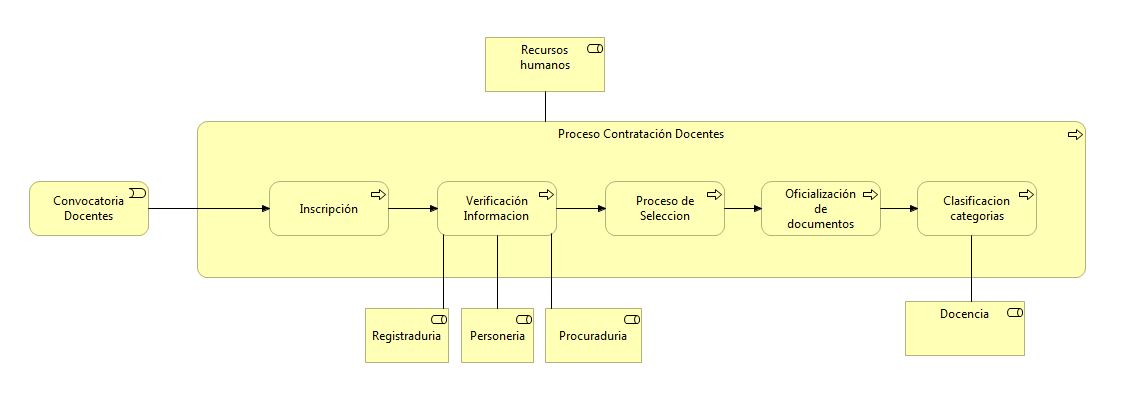 Recursos
humanos
Proceso Contratación Docentes
Convocatoria
Docentes
Inscripción
Verificación
Informacion
Proceso de
Seleccion
Oficialización
de
documentos
Clasificacion
categorias
Registraduria
Personeria
Procuraduria
Docencia